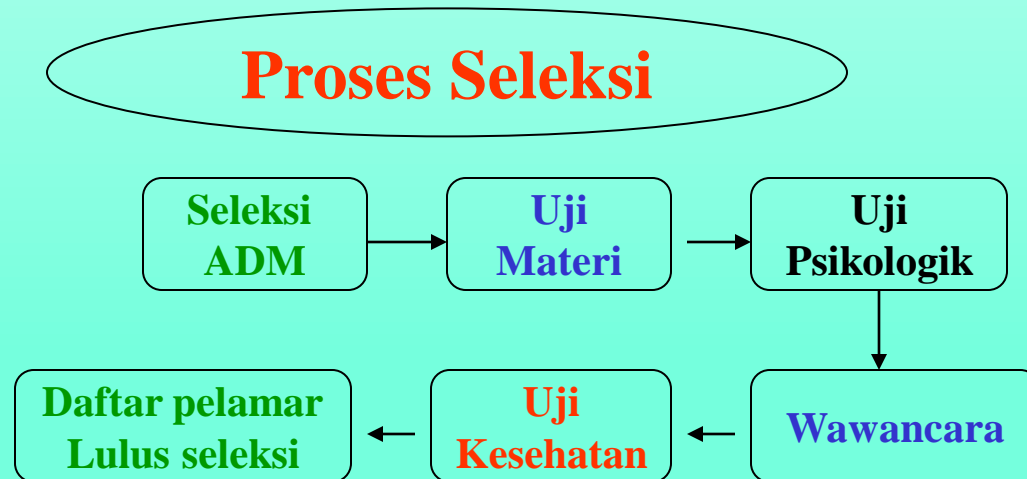 Proses Seleksi
Seleksi
ADM
Uji
Materi
Uji
Psikologik
Wawancara
Uji
Kesehatan
Daftar pelamar
Lulus seleksi